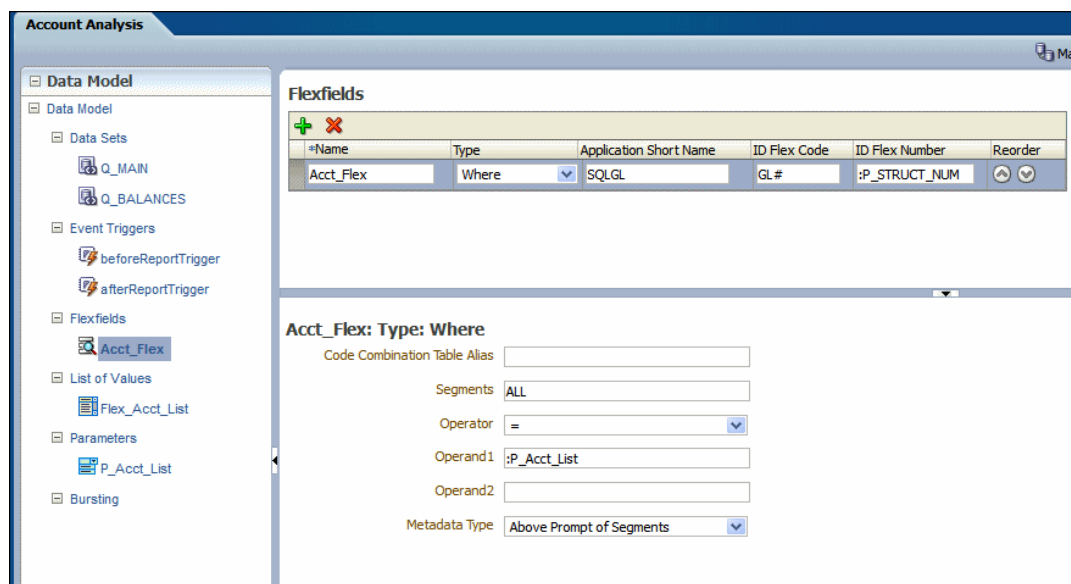 Account Analysis
Ma
Data Model
Data Model
Data Sets
Q_MAIN
Q_BALANCES
Event Triggers
beforeReportTrigger
afterReportTrigger
Flexfields
Acct_Flex
List of Values
Flex_Acct_List
Parameters
P_Acct_List
Bursting
Flexfields
*Name Type Application Short Name ID Flex Code ID Flex Number Reorder
Acct_Flex Where SQLGL GL# :P_STRUCT_NUM
Acct_Flex: Type: Where
Code Combination Table Alias
Segments ALL
Operator =
Operand1 :P_Acct_List
Operand2
Metadata Type Above Prompt of Segments